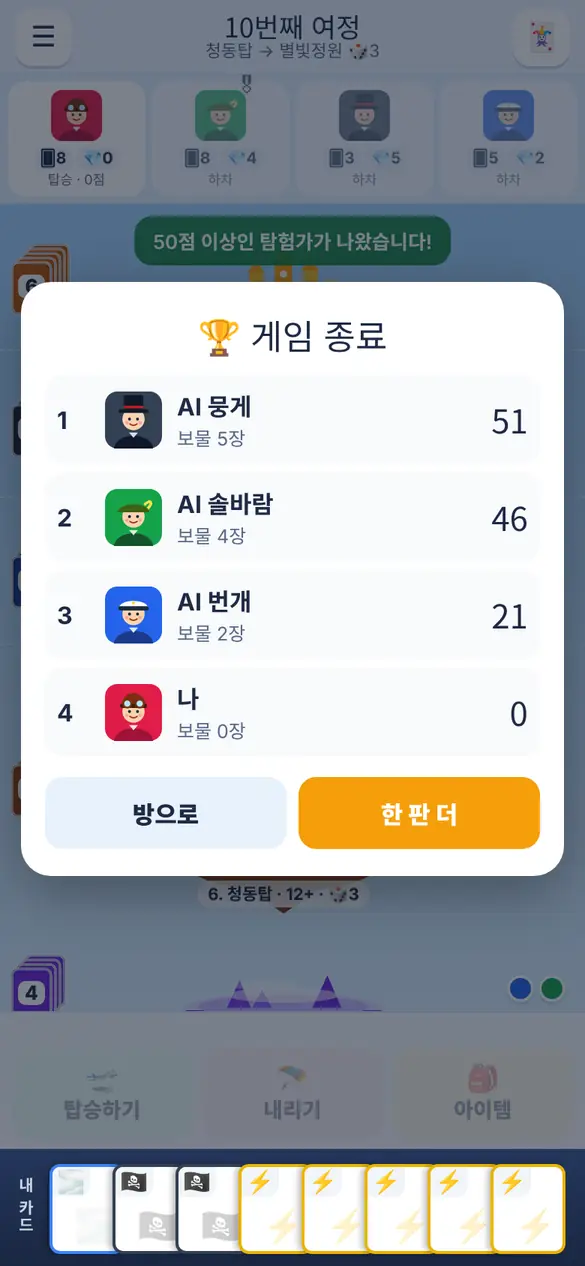 10번째 여정
청동탑 → 별빛정원 🎲3
8 0
탑승 · 0점
8 4
하차
3 5
하차
5 2
하차
50점 이상인 탐험가가 나왔습니다!
🏆 게임 종료
1 AI 뭉게 51
보물 5장
2 AI 솔바람 46
보물 4장
3 AI 번개 21
보물 2장
4 나 0
보물 0장
방으로 한 판 더
6. 청동탑 · 12+ · 🎲3
4
탑승하기 내리기 아이템
내 카드